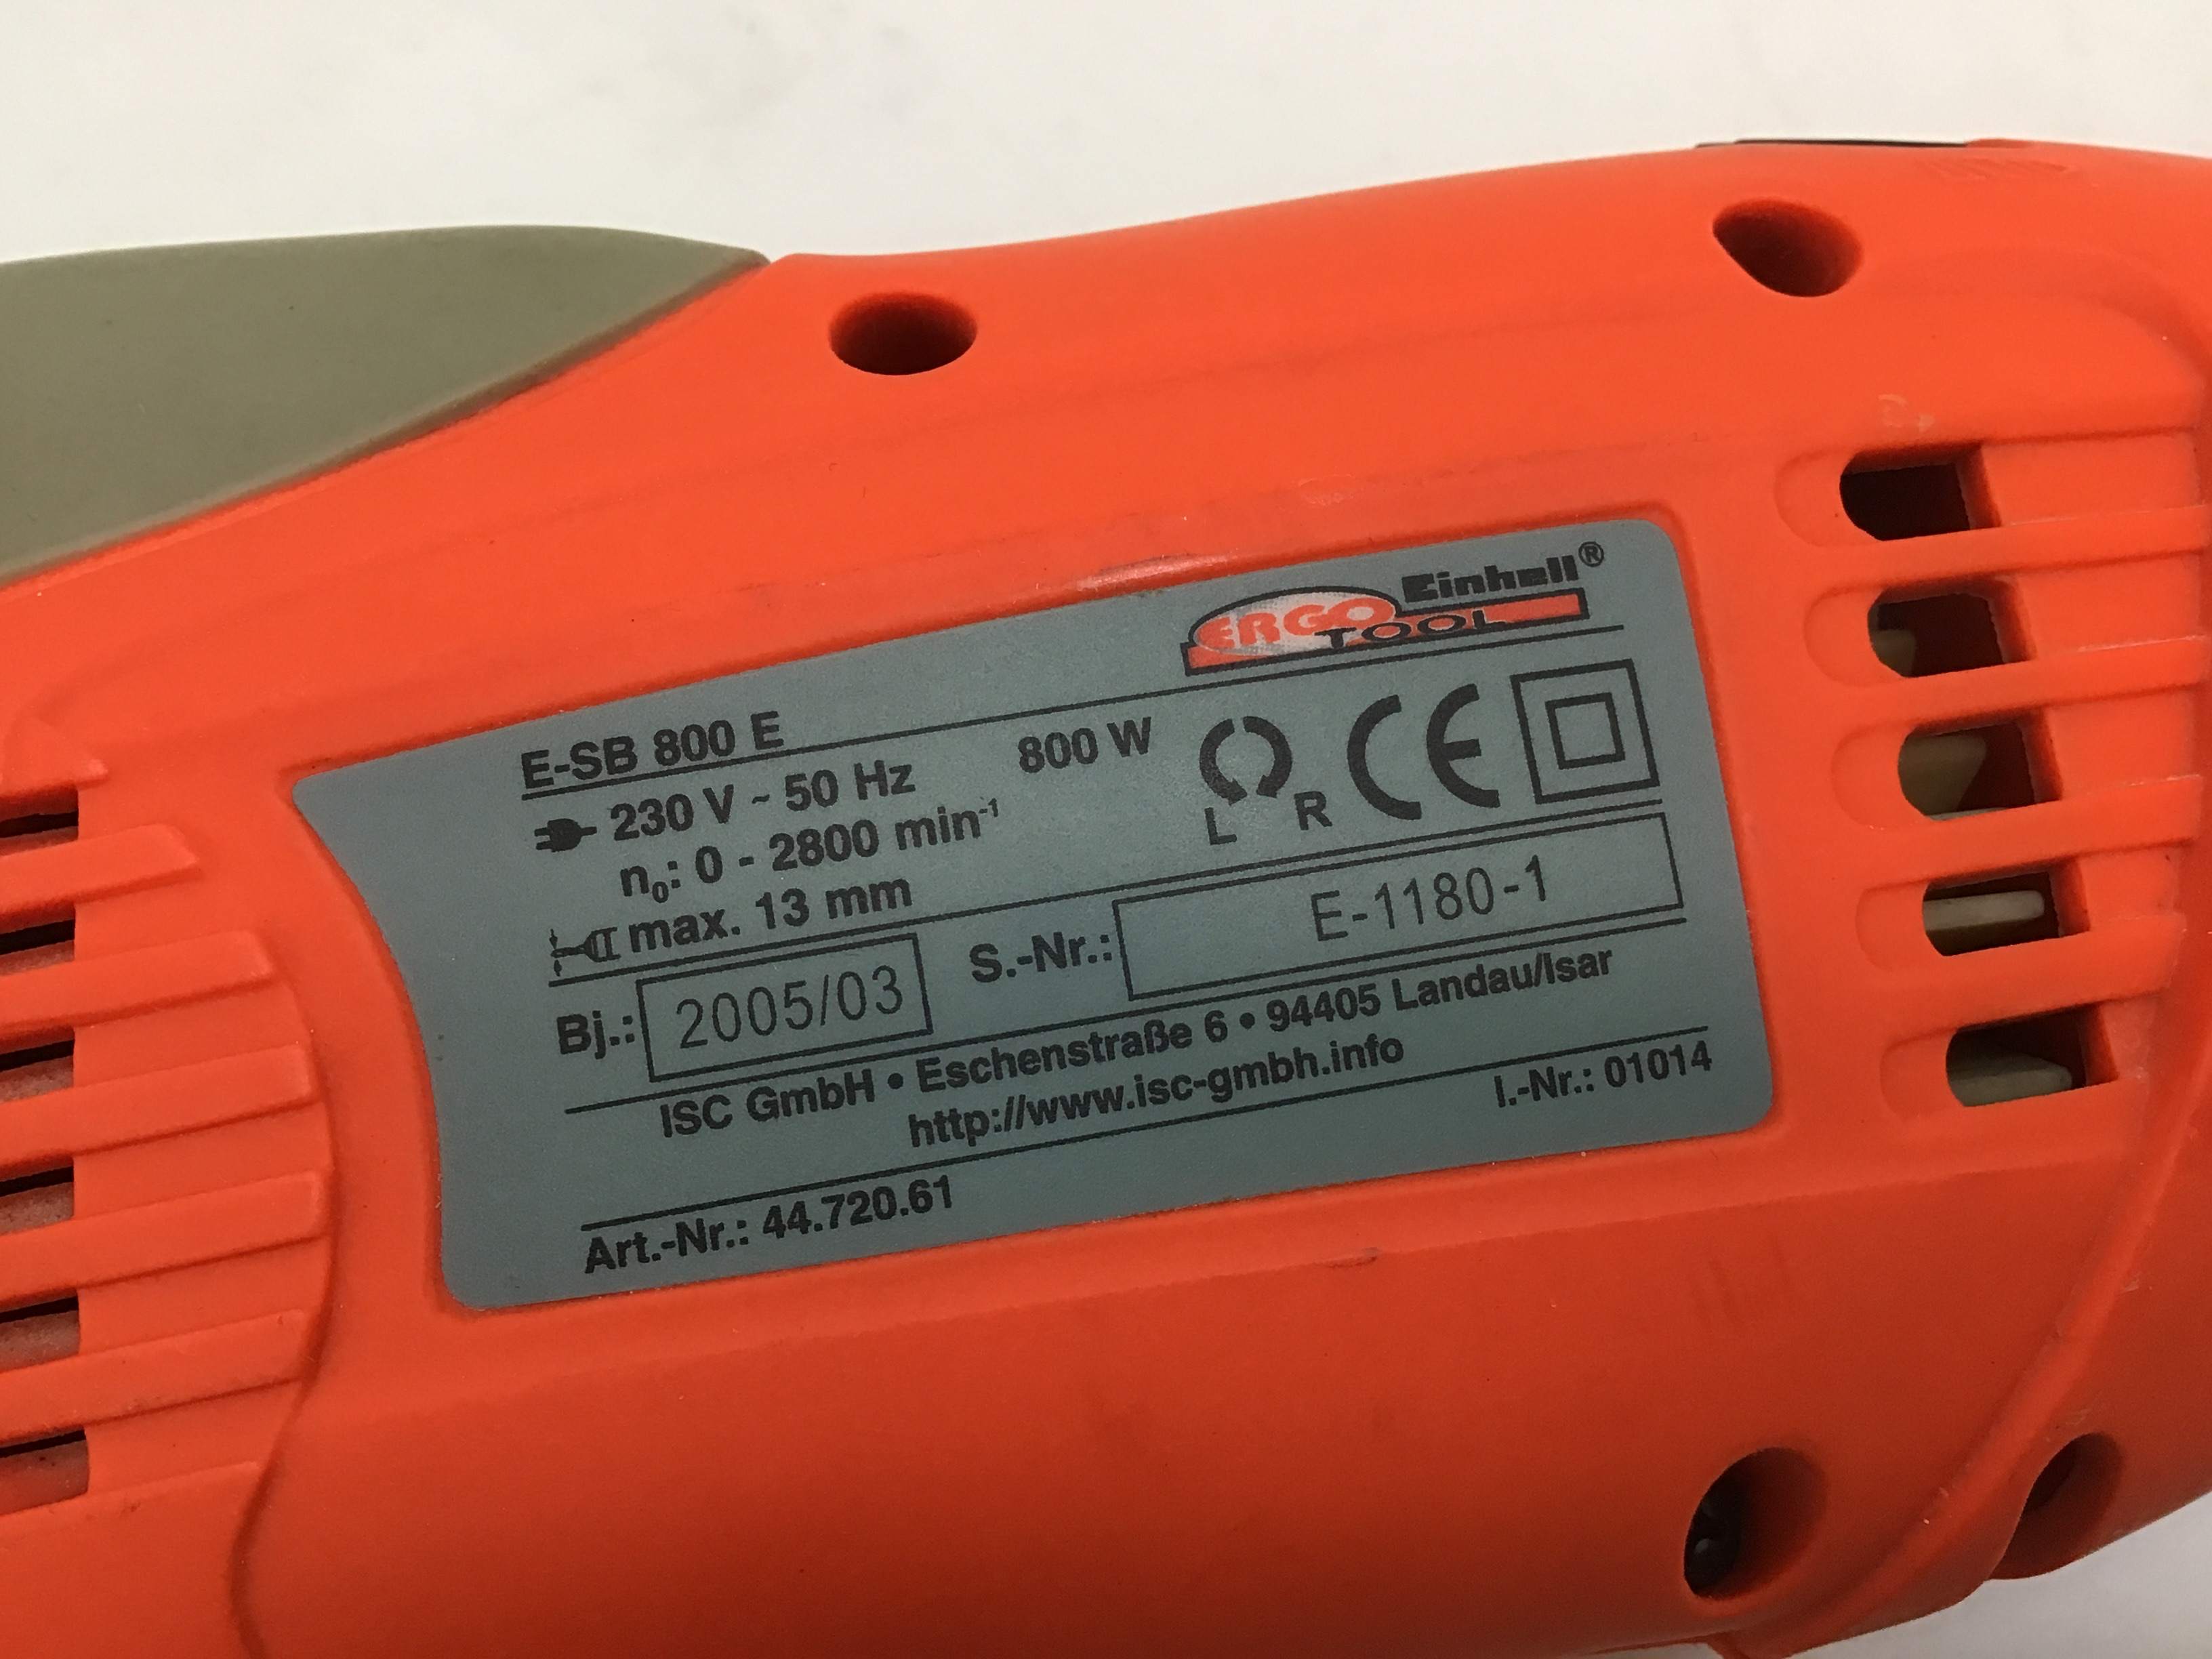 ERGO TOOL Einhell®
E-SB 800 E
230 V ~ 50 Hz 800 W
n₀: 0 - 2800 min⁻¹
L R CE
max. 13 mm
Bj.: 2005/03 S.-Nr.: E-1180-1
ISC GmbH • Eschenstraße 6 • 94405 Landau/Isar
http://www.isc-gmbh.info
I.-Nr.: 01014
Art.-Nr.: 44.720.61